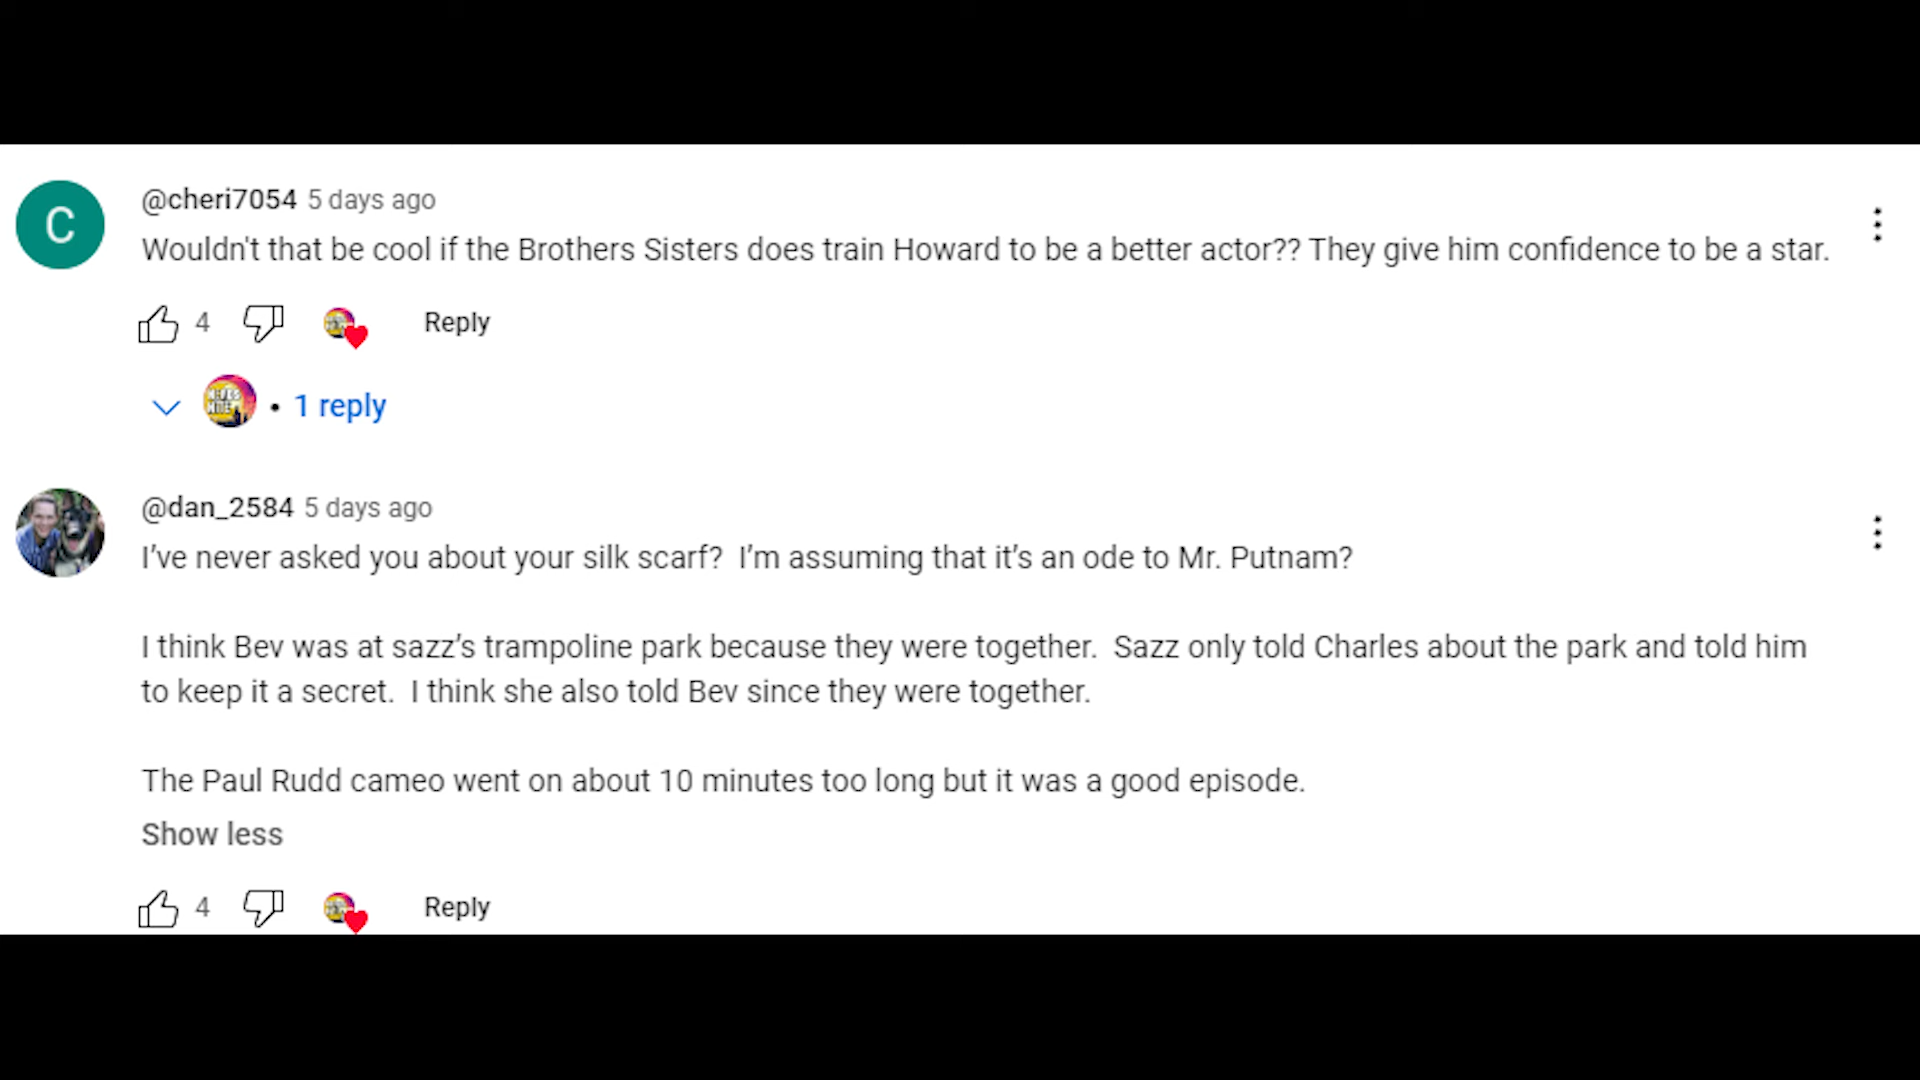 C
@cheri7054 5 days ago
Wouldn't that be cool if the Brothers Sisters does train Howard to be a better actor?? They give him confidence to be a star.
4 Reply
• 1 reply
@dan_2584 5 days ago
I’ve never asked you about your silk scarf?  I’m assuming that it’s an ode to Mr. Putnam?
I think Bev was at sazz’s trampoline park because they were together.  Sazz only told Charles about the park and told him
to keep it a secret.  I think she also told Bev since they were together.
The Paul Rudd cameo went on about 10 minutes too long but it was a good episode.
Show less
4 Reply